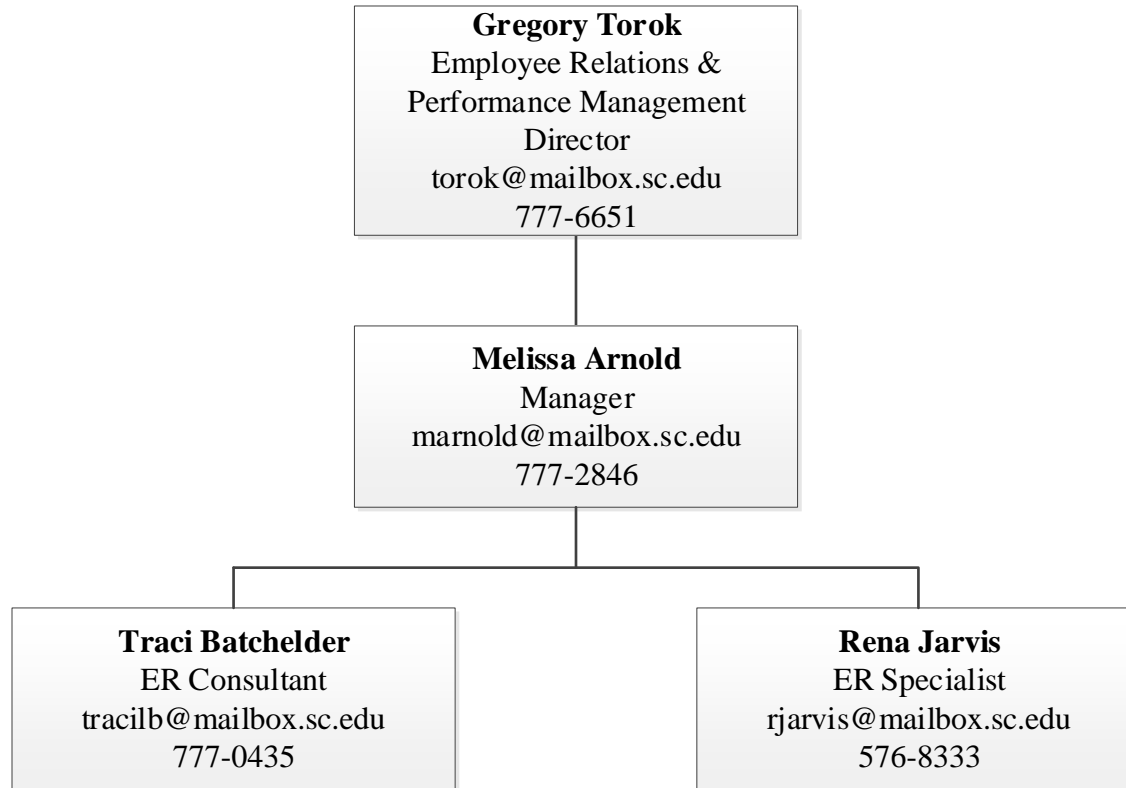 Gregory Torok
Employee Relations &
Performance Management
Director
torok@mailbox.sc.edu
777-6651
Melissa Arnold
Manager
marnold@mailbox.sc.edu
777-2846
Traci Batchelder
ER Consultant
tracilb@mailbox.sc.edu
777-0435
Rena Jarvis
ER Specialist
rjarvis@mailbox.sc.edu
576-8333